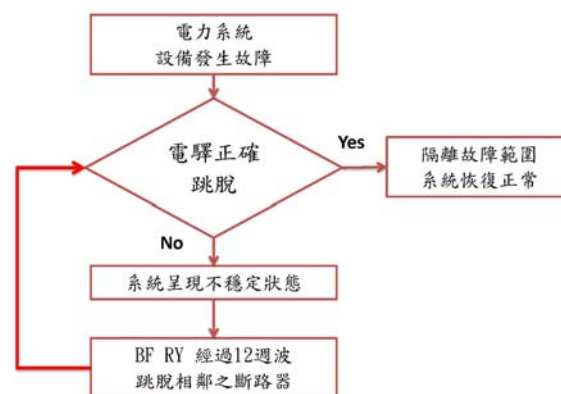 電力系統
設備發生故障
電驛正確
跳脫
Yes
隔離故障範圍
系統恢復正常
No
系統呈現不穩定狀態
BF RY 經過12週波
跳脫相鄰之斷路器